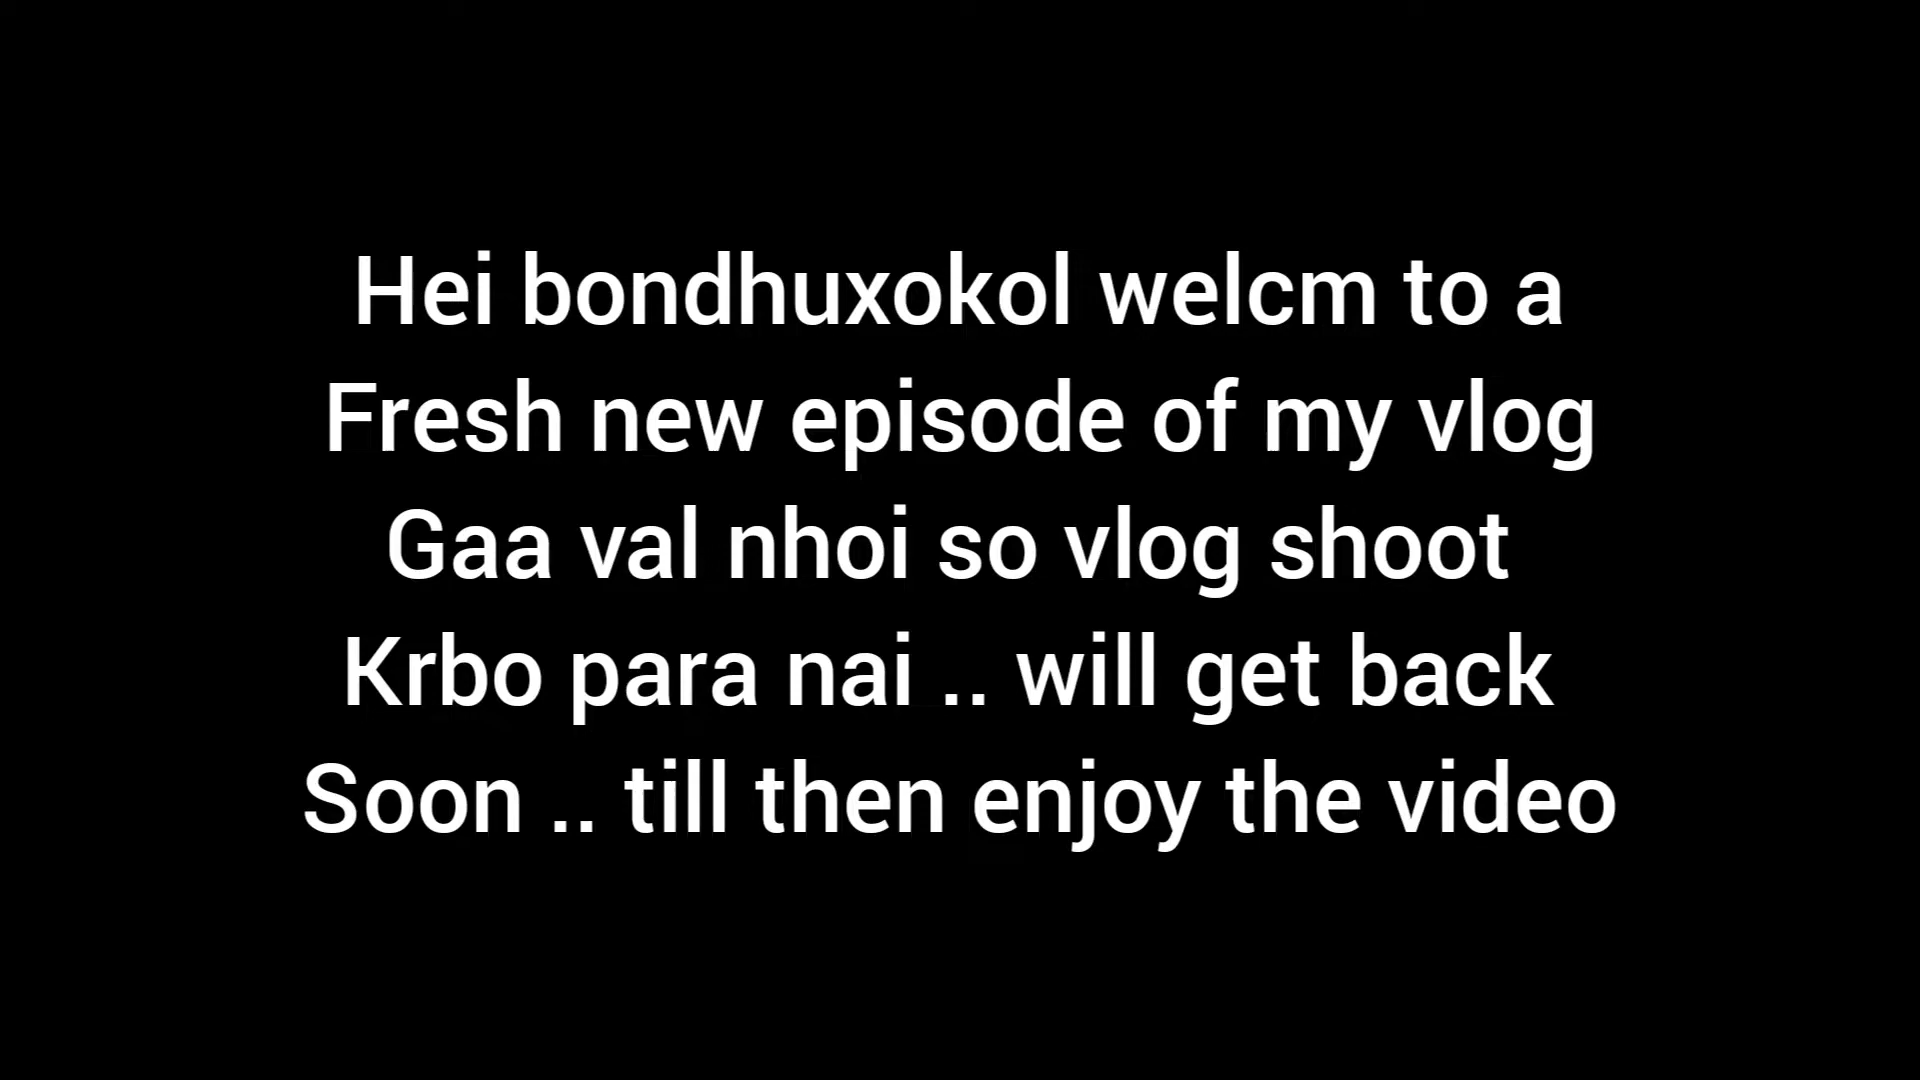 Hei bondhuxokol welcm to a
Fresh new episode of my vlog
Gaa val nhoi so vlog shoot
Krbo para nai .. will get back
Soon .. till then enjoy the video